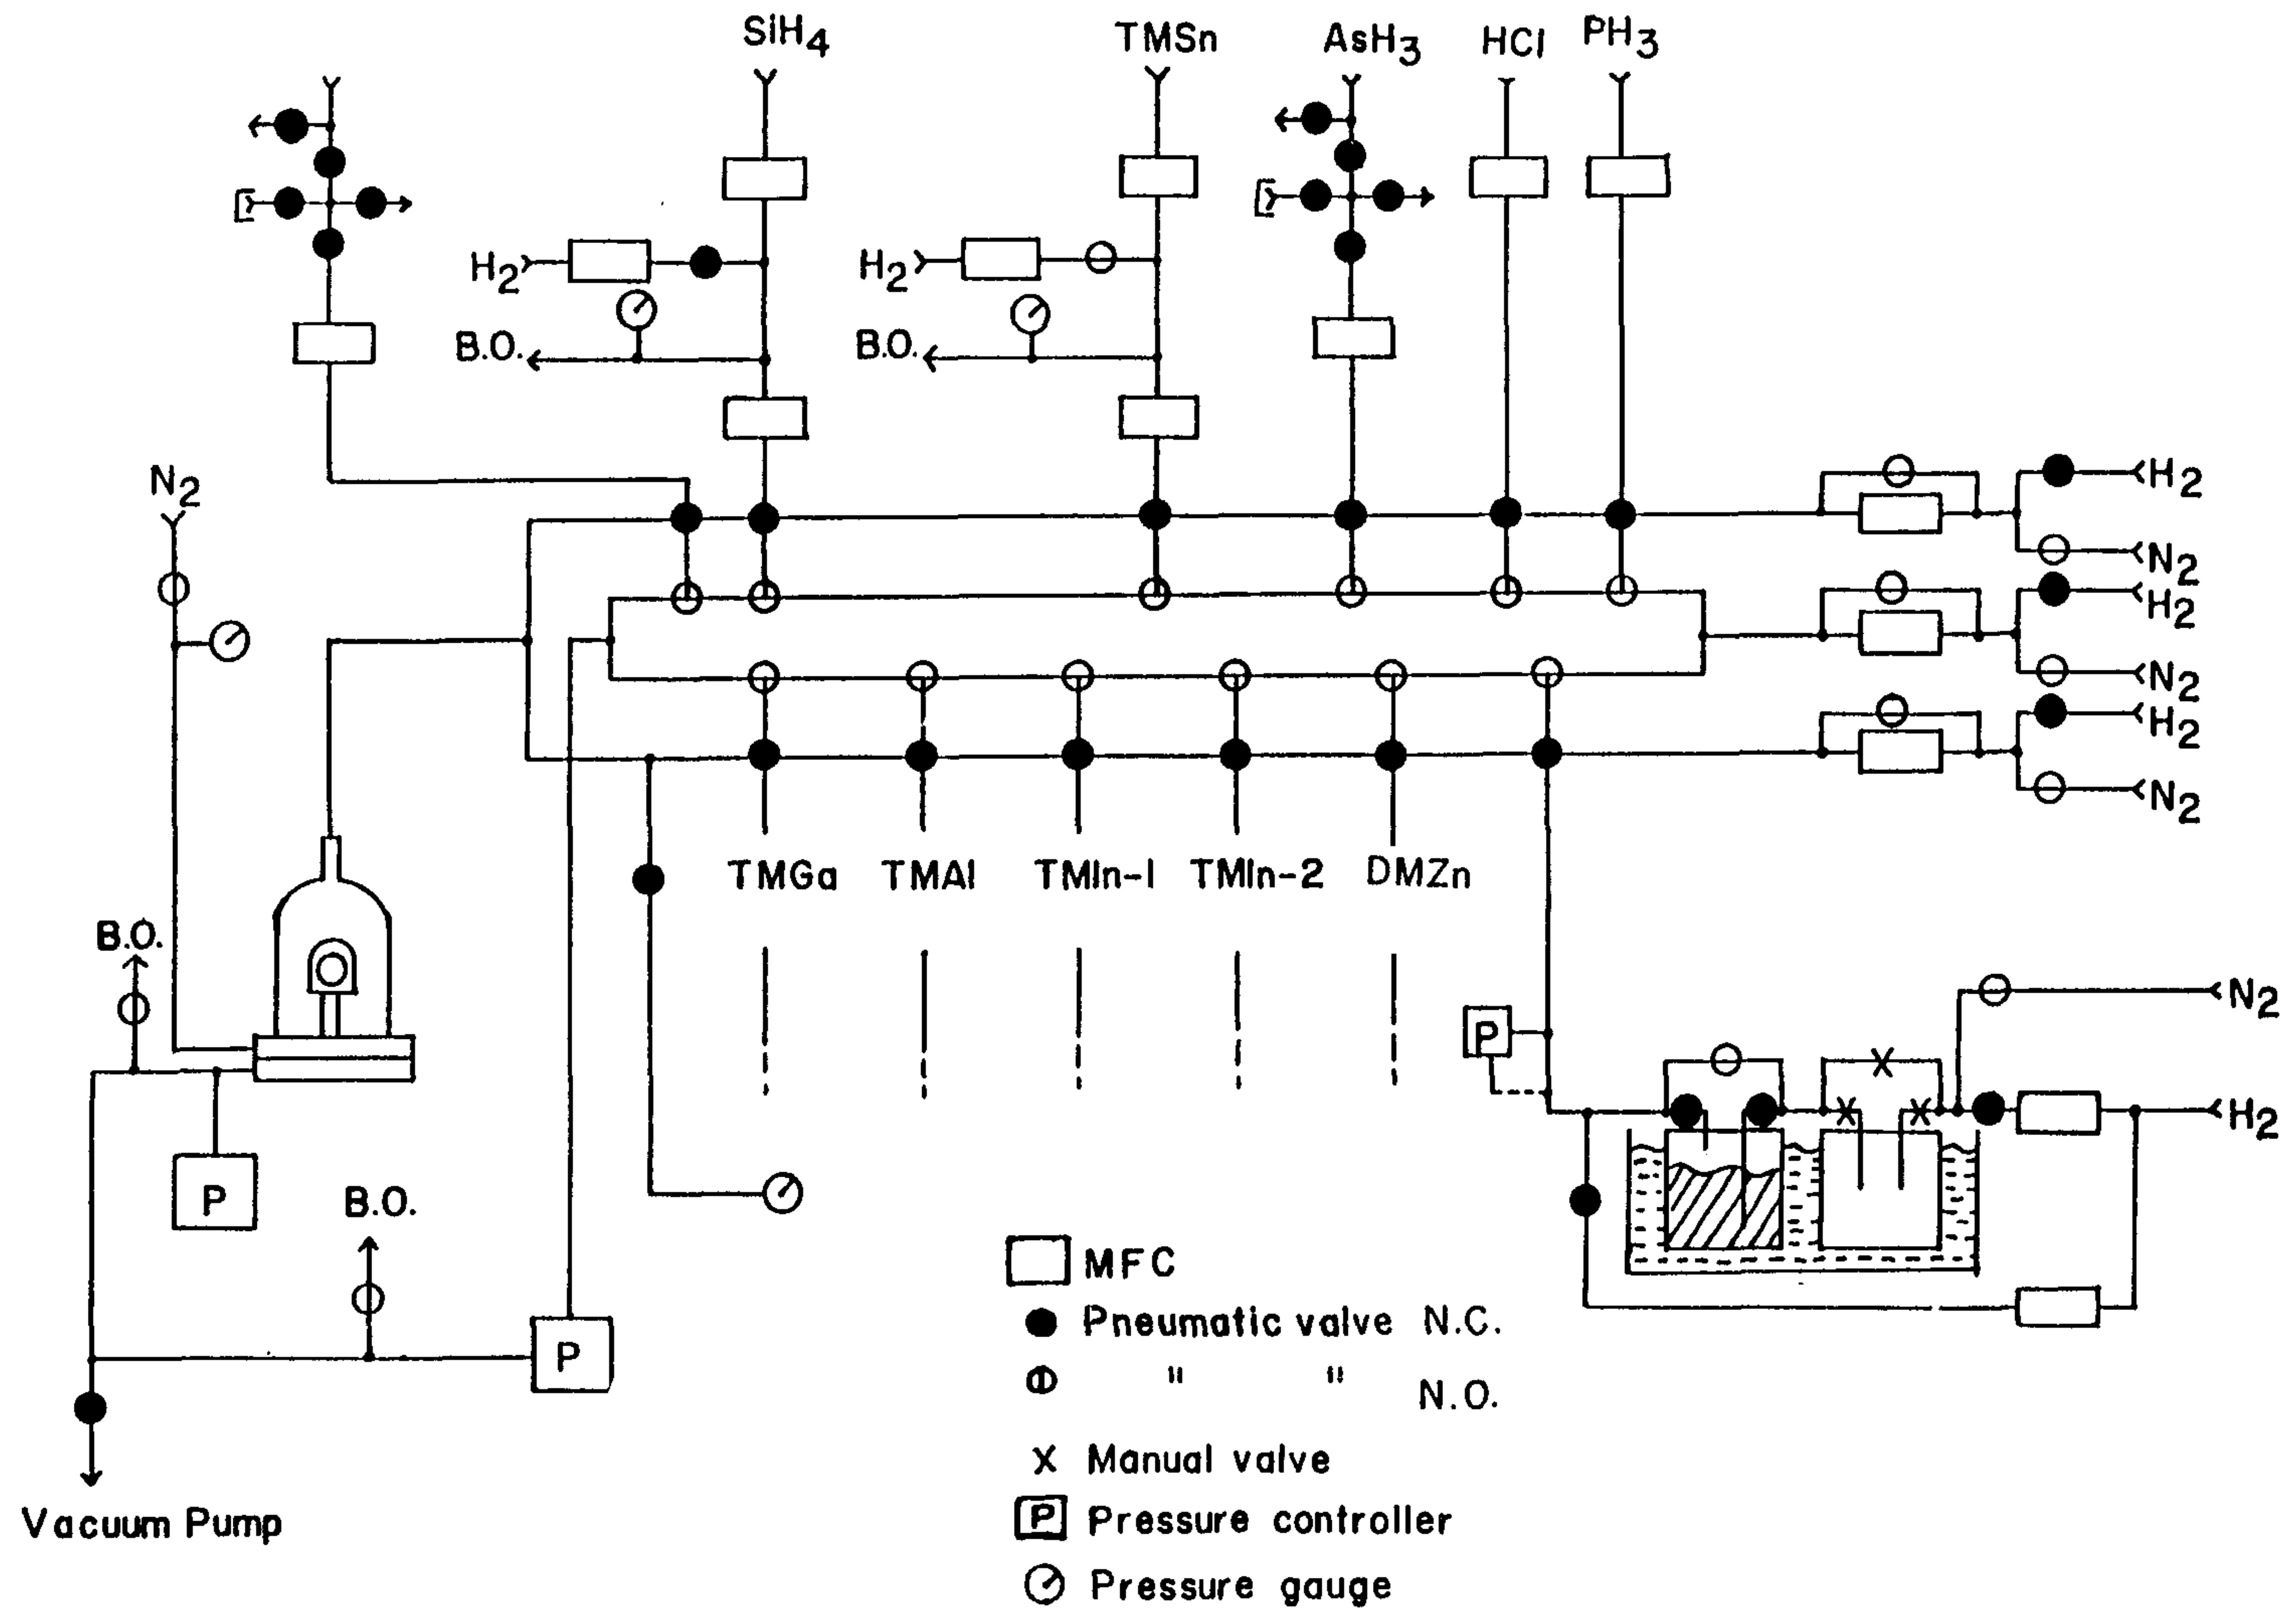 SiH4
TMSn
AsH3
HCl
PH3
H2
H2
B.O.
B.O.
N2
H2
N2
H2
N2
H2
N2
TMGa
TMAl
TMIn-1
TMIn-2
DMZn
B.O.
N2
P
H2
P
B.O.
MFC
Pneumatic valve N.C.
P
" " N.O.
X Manual valve
Vacuum Pump
P Pressure controller
Pressure gauge